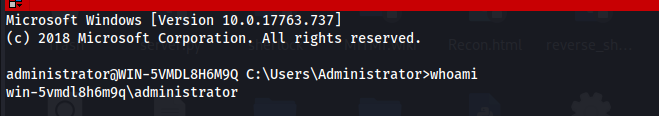 Microsoft Windows [Version 10.0.17763.737]
(c) 2018 Microsoft Corporation. All rights reserved.
Recon.html
reverse_sh...
administrator@WIN-5VMDL8H6M9Q C:\Users\Administrator>whoami
win-5vmdl8h6m9q\administrator